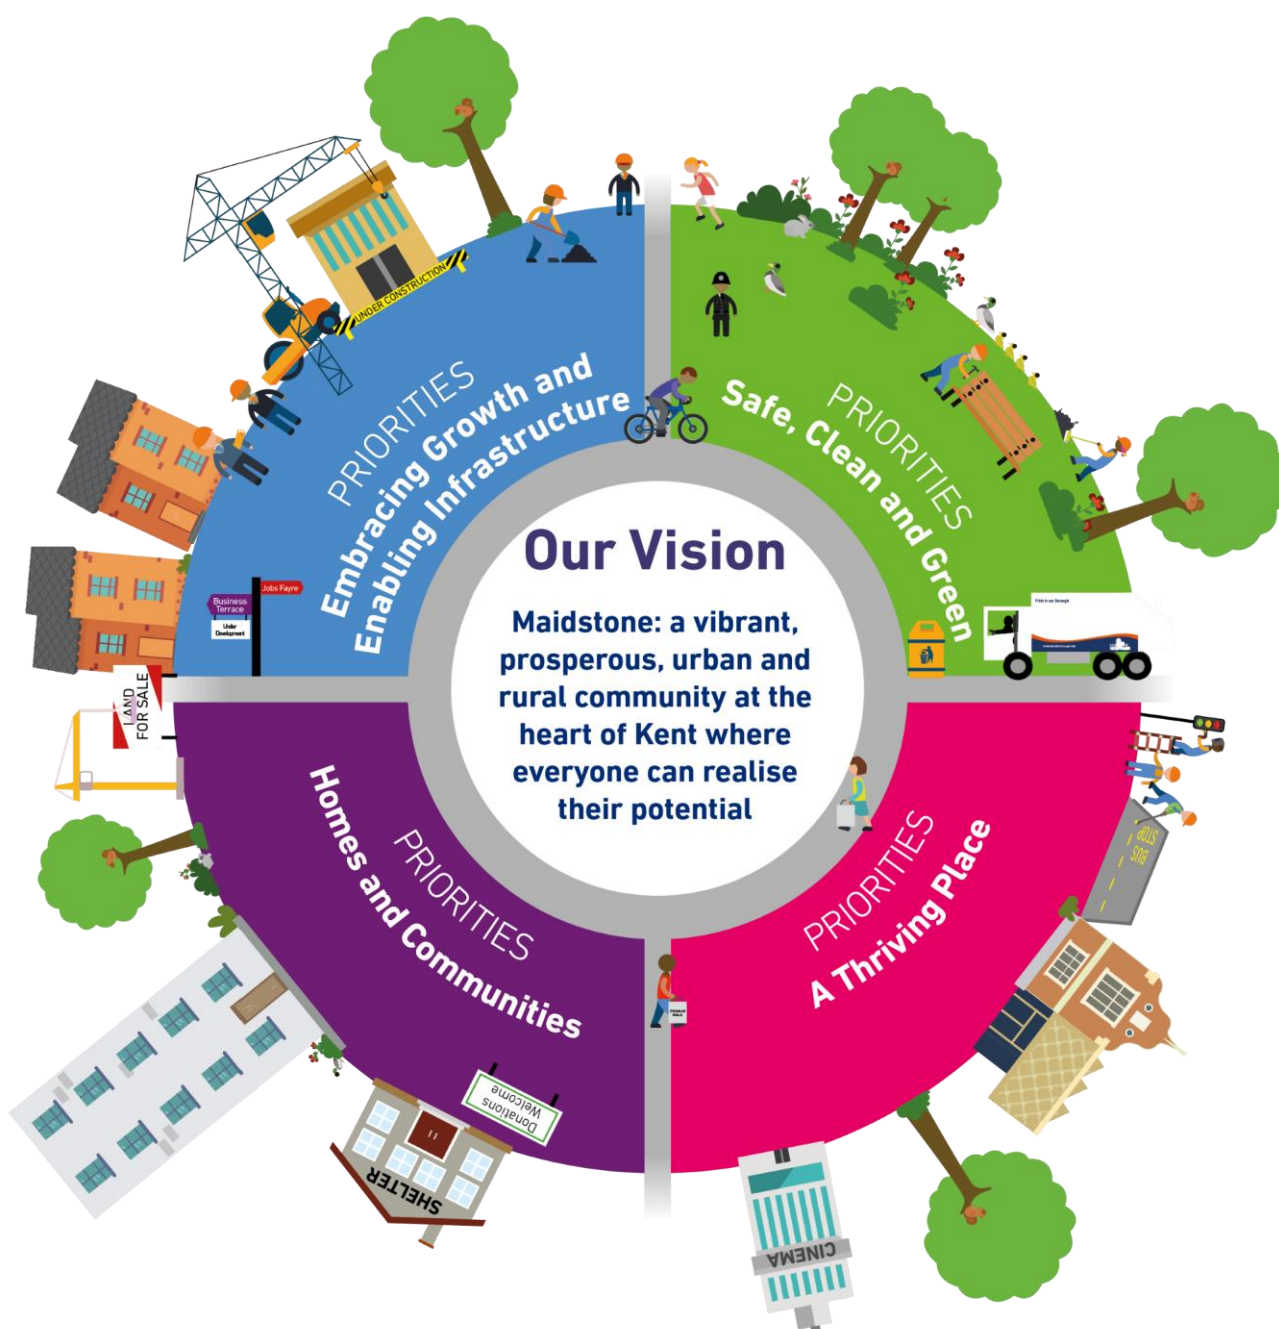 UNDER CONSTRUCTION
PRIORITIES
Embracing Growth and
Enabling Infrastructure
Business
Terrace
Under
Development
Jobs Fayre
PRIORITIES
Safe, Clean and Green
Our Vision
Maidstone: a vibrant,
prosperous, urban and
rural community at the
heart of Kent where
everyone can realise
their potential
LAND
FOR SALE
PRIORITIES
Homes and Communities
Donations
Welcome
SHELTER
PRIORITIES
A Thriving Place
BUS
STOP
CINEMA